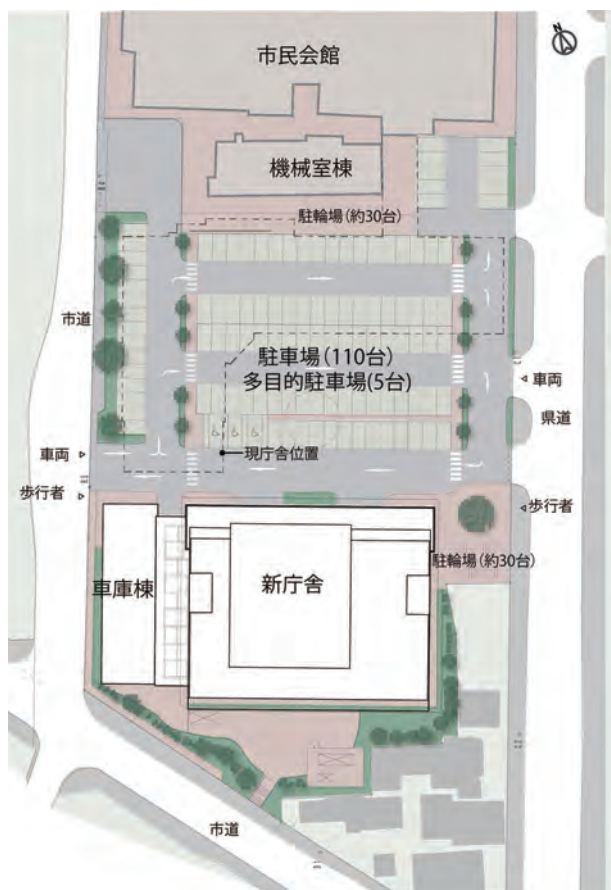 N
市民会館
機械室棟
駐輪場(約30台)
市道
駐車場(110台)
多目的駐車場(5台)
車両
県道
車両
現庁舎位置
歩行者
歩行者
駐輪場(約30台)
車庫棟
新庁舎
市道